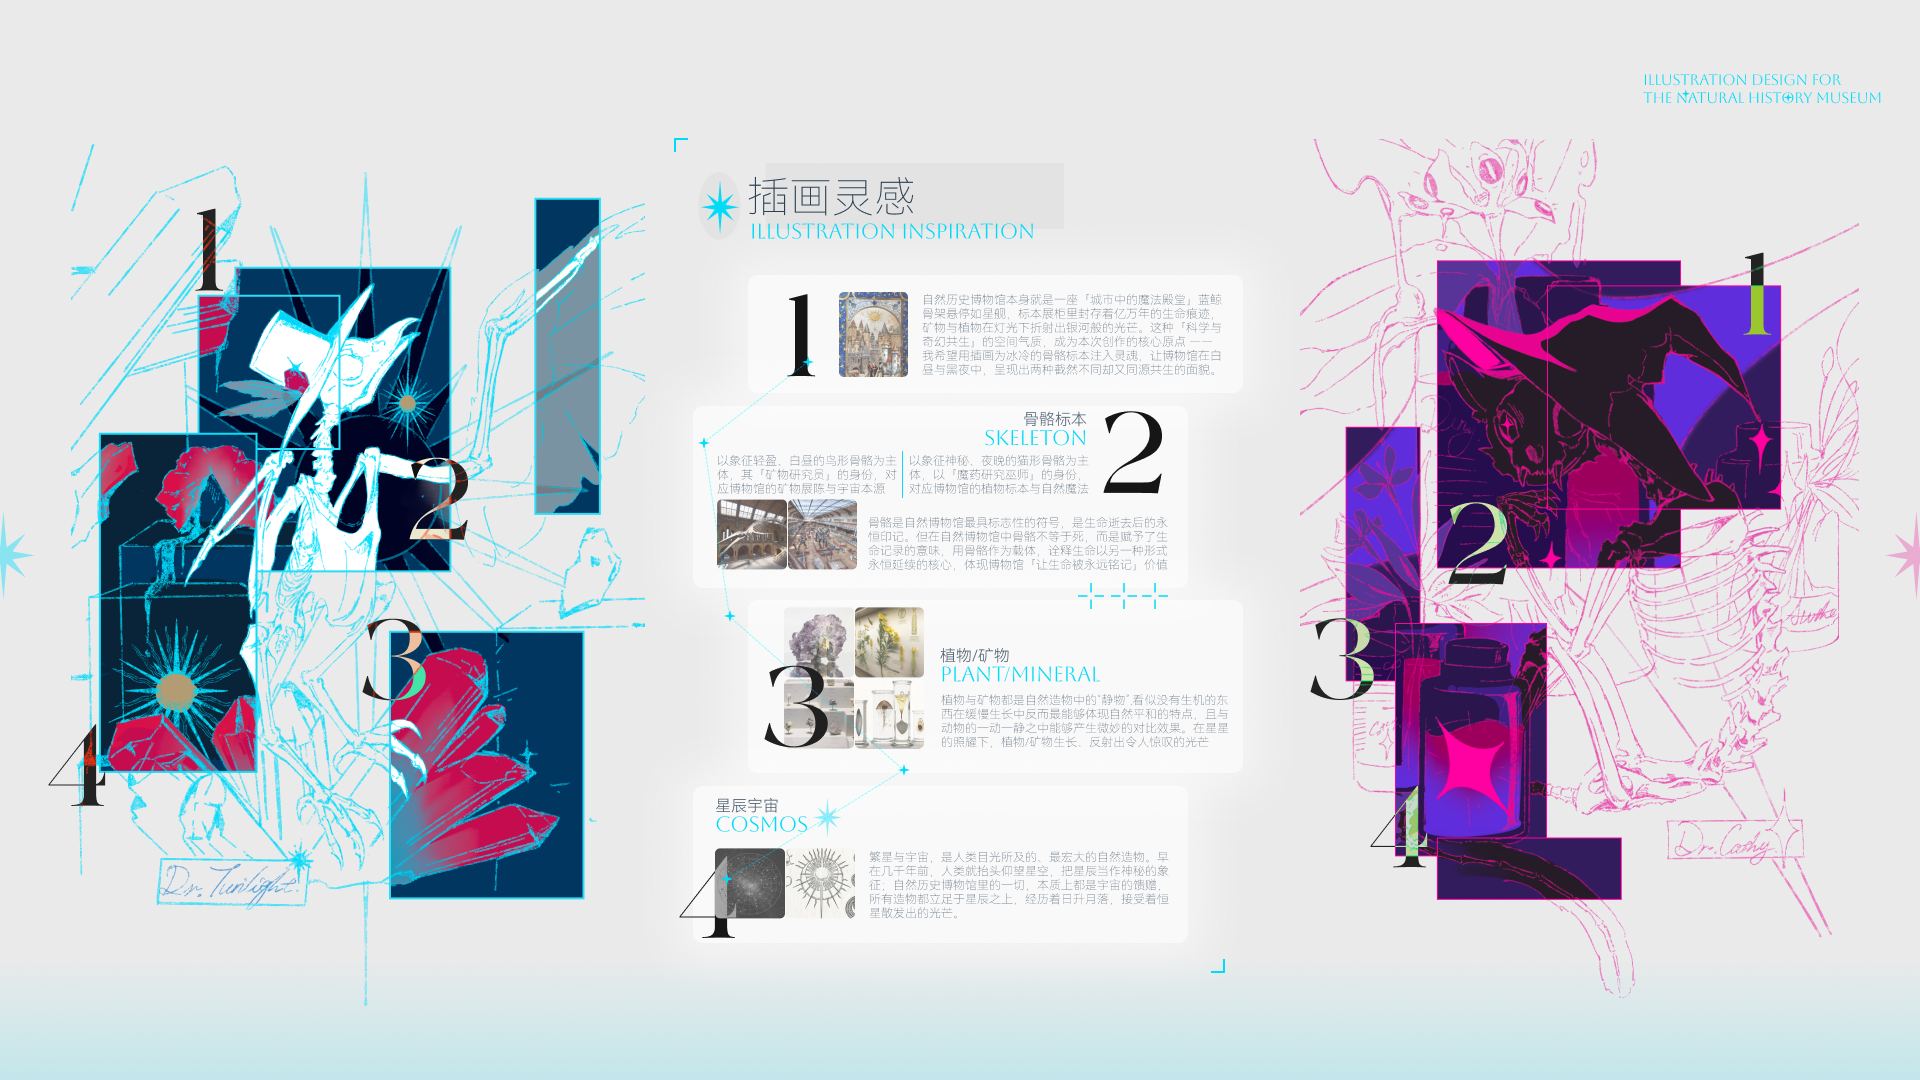 ILLUSTRATION DESIGN FOR
THE NATURAL HISTORY MUSEUM
插画灵感
ILLUSTRATION INSPIRATION
1
自然历史博物馆本身就是一座「城市中的魔法殿堂」蓝鲸
骨架悬停如星舰，标本展柜里封存着亿万年的生命痕迹，
矿物与植物在灯光下折射出银河般的光芒。这种「科学与
奇幻共生」的空间气质，成为本次创作的核心原点 ——
我希望用插画为冰冷的骨骼标本注入灵魂，让博物馆在白
昼与黑夜中，呈现出两种截然不同却又同源共生的面貌。
骨骼标本
SKELETON
2
以象征轻盈、白昼的鸟形骨骼为主
体，其「矿物研究员」的身份，对
应博物馆的矿物展陈与宇宙本源
以象征神秘、夜晚的猫形骨骼为主
体，以「魔药研究巫师」的身份，
对应博物馆的植物标本与自然魔法
骨骼是自然博物馆最具标志性的符号，是生命逝去后的永
恒印记。但在自然博物馆中骨骼不等于死，而是赋予了生
命记录的意味，用骨骼作为载体，诠释生命以另一种形式
永恒延续的核心，体现博物馆「让生命被永远铭记」价值
3
植物/矿物
PLANT/MINERAL
植物与矿物都是自然造物中的“静物”,看似没有生机的东
西在缓慢生长中反而最能够体现自然平和的特点，且与
动物的一动一静之中能够产生微妙的对比效果。在星星
的照耀下，植物/矿物生长、反射出令人惊叹的光芒
星辰宇宙
COSMOS
4
繁星与宇宙，是人类目光所及的、最宏大的自然造物。早
在几千年前，人类就抬头仰望星空，把星辰当作神秘的象
征；自然历史博物馆里的一切，本质上都是宇宙的馈赠，
所有造物都立足于星辰之上，经历着日升月落，接受着恒
星散发出的光芒。
1
2
3
4
Dr. Twilight.
1
2
3
4
Dr. Cathy